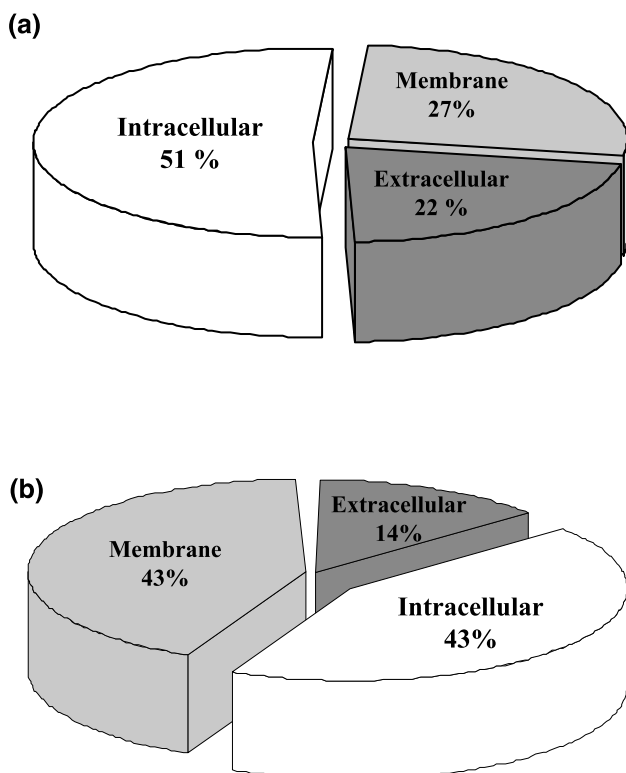 (a)
Membrane
27%
Intracellular
51 %
Extracellular
22 %
(b)
Extracellular
14%
Membrane
43%
Intracellular
43%